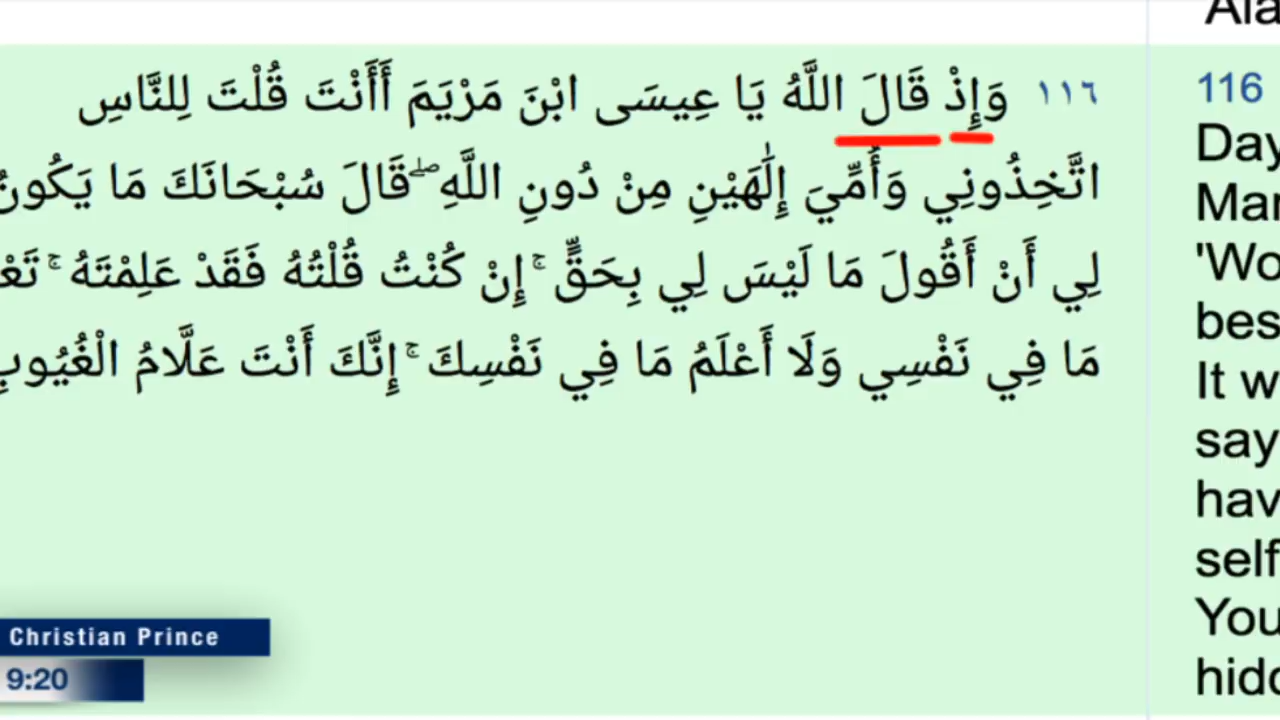 Ala
١١٦ وَإِذْ قَالَ اللَّهُ يَا عِيسَى ابْنَ مَرْيَمَ أَأَنْتَ قُلْتَ لِلنَّاسِ
اتَّخِذُونِي وَأُمِّيَ إِلَٰهَيْنِ مِنْ دُونِ اللَّهِ ۖ قَالَ سُبْحَانَكَ مَا يَكُونُ
لِي أَنْ أَقُولَ مَا لَيْسَ لِي بِحَقٍّ ۚ إِنْ كُنْتُ قُلْتُهُ فَقَدْ عَلِمْتَهُ ۚ تَعْ
مَا فِي نَفْسِي وَلَا أَعْلَمُ مَا فِي نَفْسِكَ ۚ إِنَّكَ أَنْتَ عَلَّامُ الْغُيُوبِ
116
Day
Mar
'Wo
bes
It w
say
hav
self
You
hidd
Christian Prince
9:20